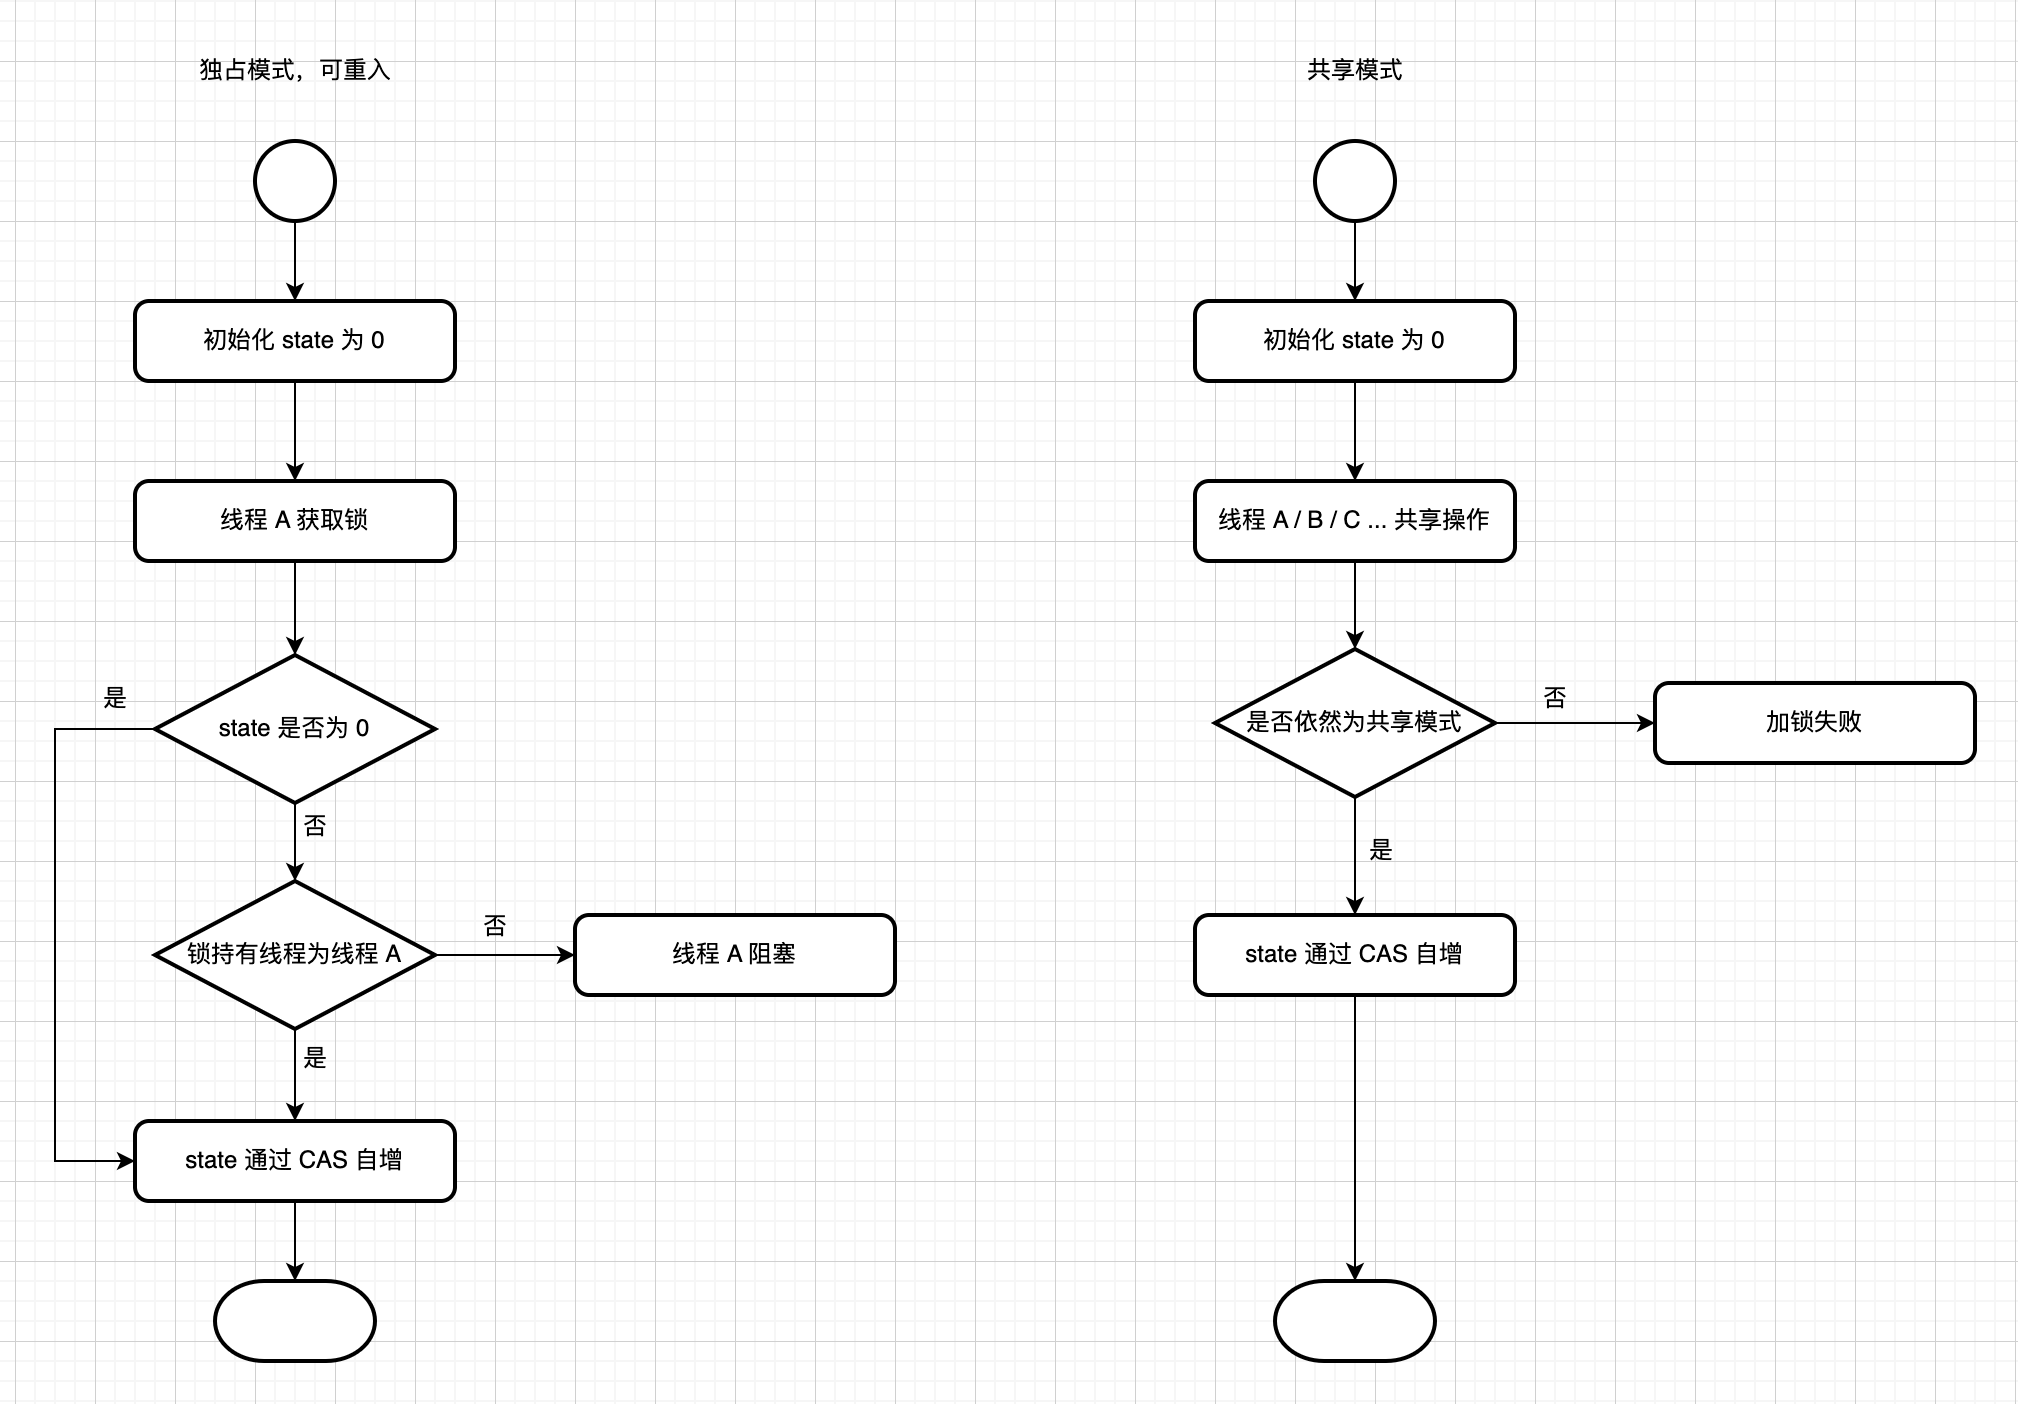 独占模式，可重入
初始化 state 为 0
线程 A 获取锁
是
state 是否为 0
否
锁持有线程为线程 A
否
线程 A 阻塞
是
state 通过 CAS 自增
共享模式
初始化 state 为 0
线程 A / B / C ... 共享操作
是否依然为共享模式
否
加锁失败
是
state 通过 CAS 自增